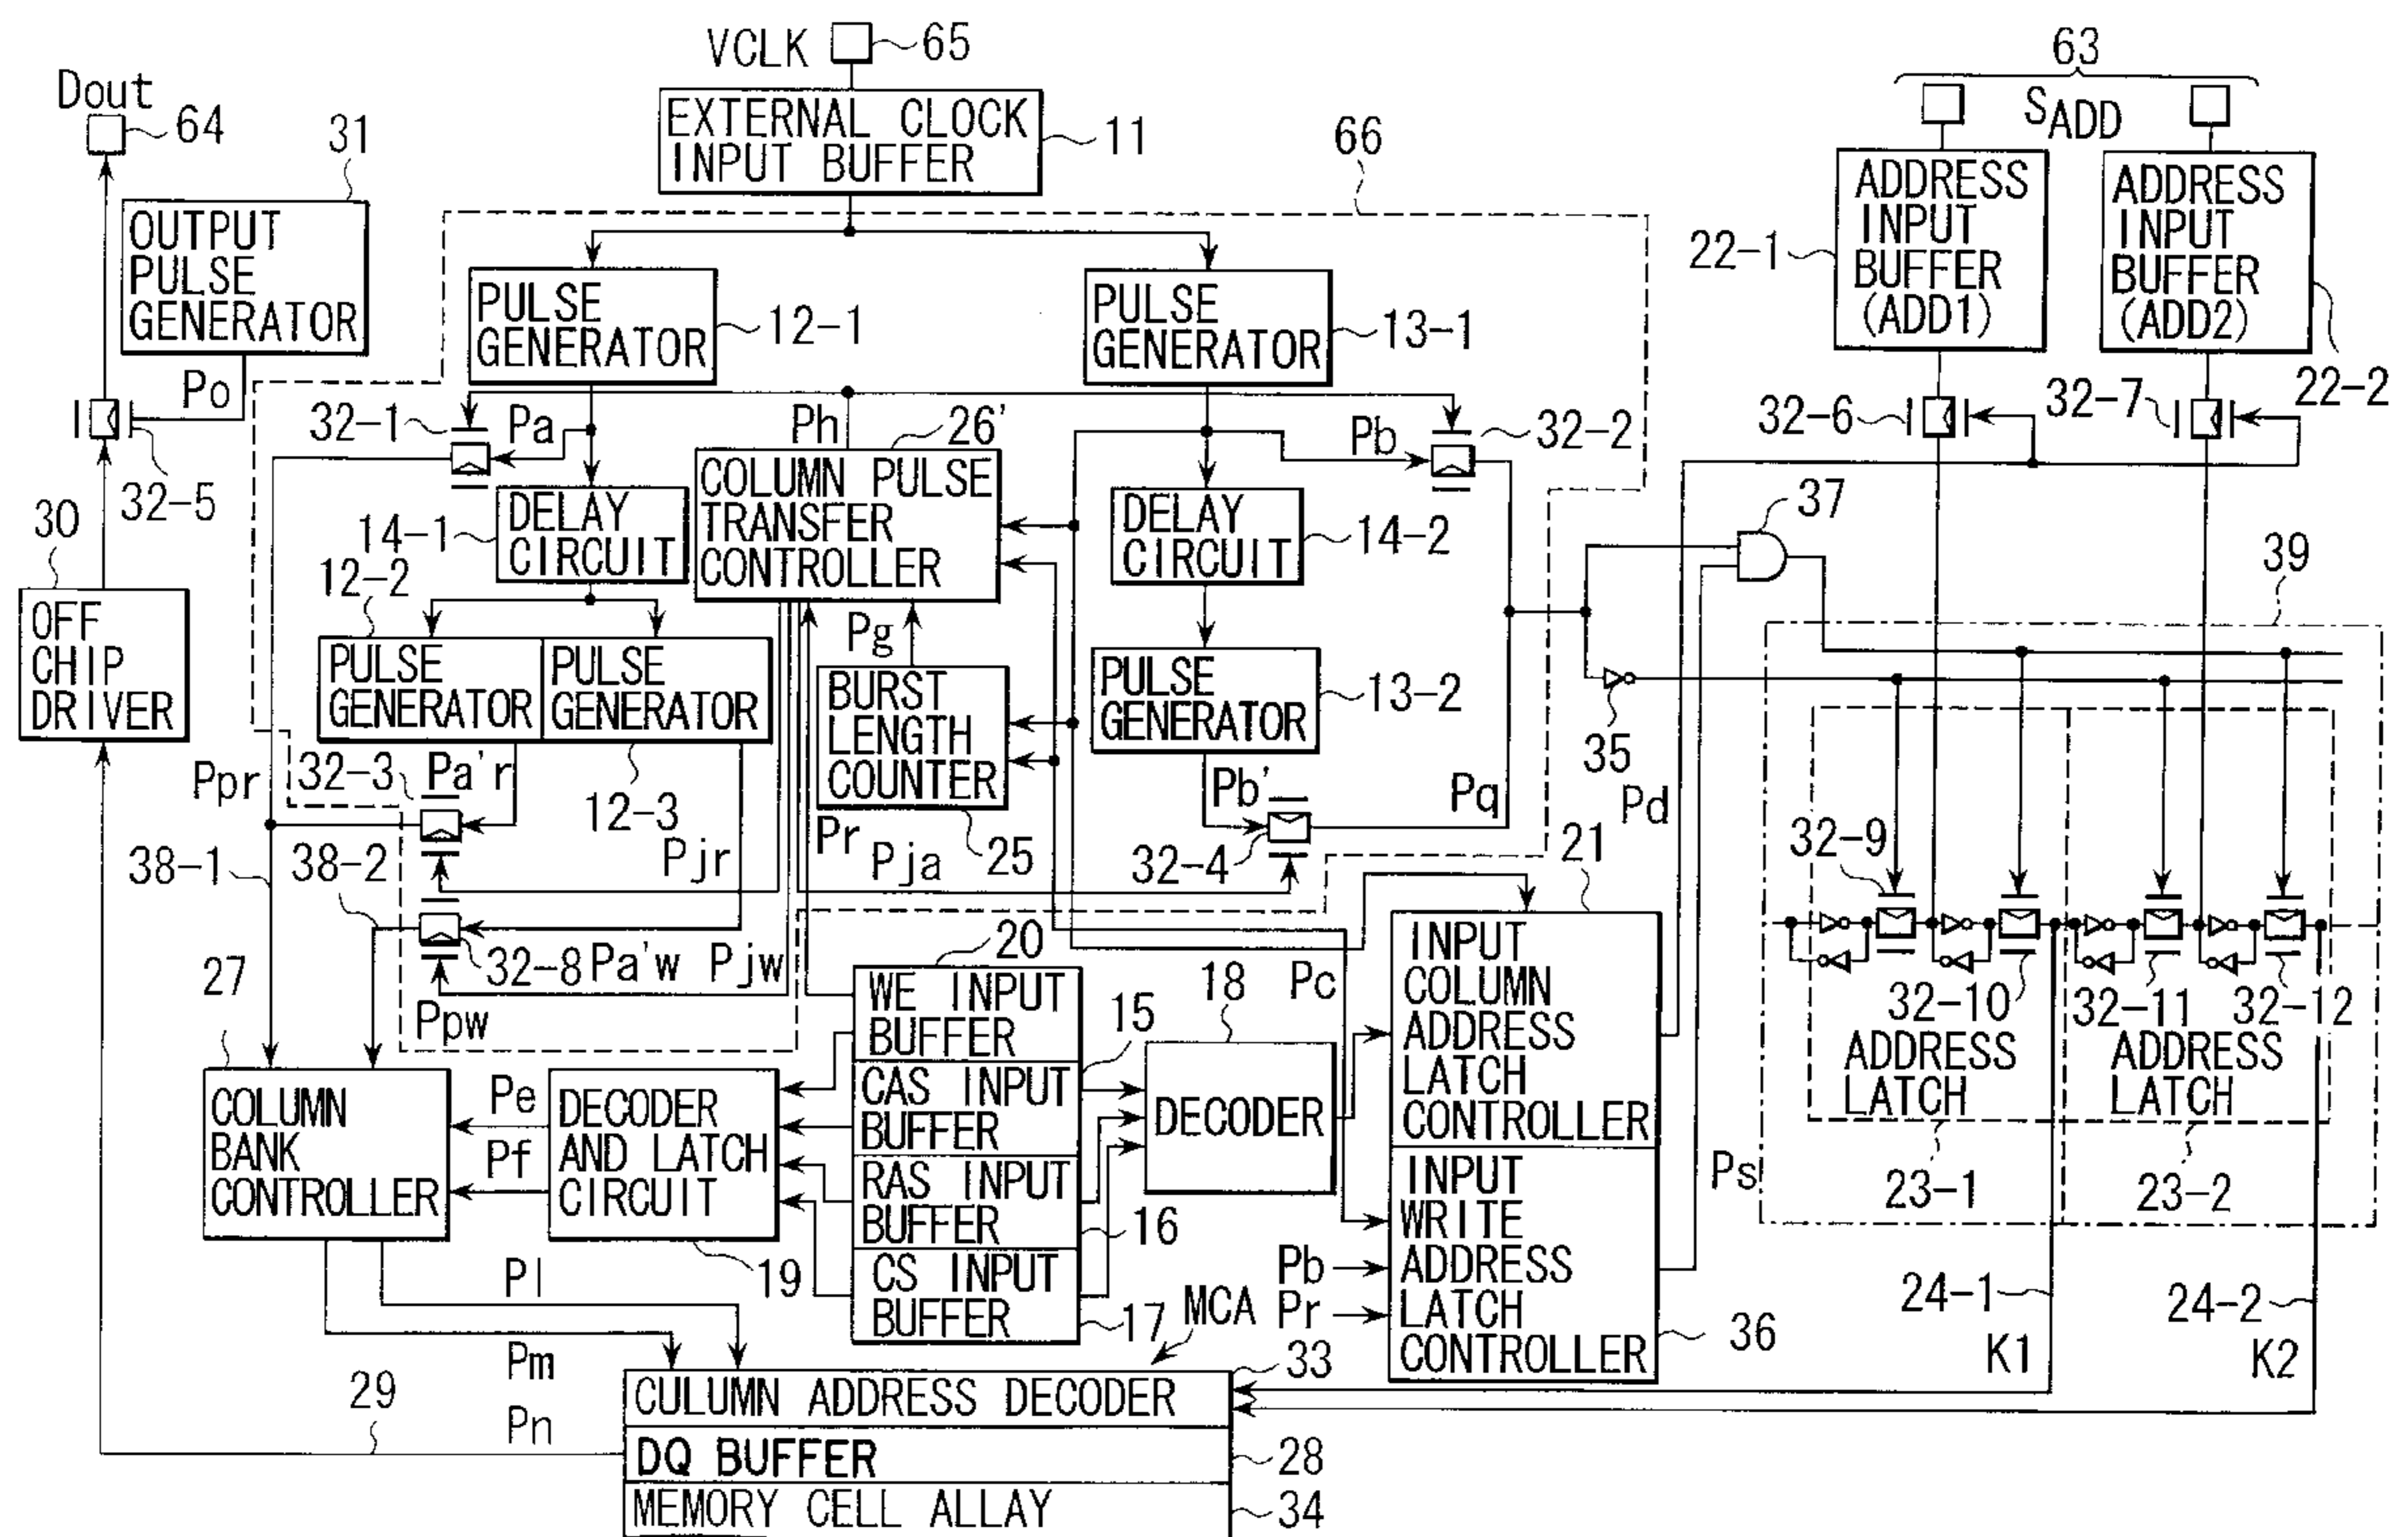 VCLK
65
63
Dout
64
31
EXTERNAL CLOCK
INPUT BUFFER
11
66
SADD
OUTPUT
PULSE
GENERATOR
ADDRESS
INPUT
BUFFER
(ADD1)
22-1
ADDRESS
INPUT
BUFFER
(ADD2)
22-2
PULSE
GENERATOR
12-1
PULSE
GENERATOR
13-1
Po
32-5
32-1
Pa
Ph
26'
Pb
32-2
32-6
32-7
30
OFF
CHIP
DRIVER
14-1
DELAY
CIRCUIT
COLUMN PULSE
TRANSFER
CONTROLLER
DELAY
CIRCUIT
14-2
37
39
12-2
PULSE
GENERATOR
PULSE
GENERATOR
12-3
Pg
BURST
LENGTH
COUNTER
25
PULSE
GENERATOR
13-2
35
Ppr
32-3
Pa'r
Pjr
Pr
Pja
Pb'
32-4
Pq
Pd
21
38-1
38-2
32-8
Pa'w
Pjw
Ppw
20
WE INPUT
BUFFER
CAS INPUT
BUFFER
15
RAS INPUT
BUFFER
16
CS INPUT
BUFFER
17
18
DECODER
Pc
INPUT
COLUMN
ADDRESS
LATCH
CONTROLLER
INPUT
WRITE
ADDRESS
LATCH
CONTROLLER
36
Pb
Pr
Ps
32-9
32-10
32-11
32-12
ADDRESS
LATCH
23-1
ADDRESS
LATCH
23-2
27
COLUMN
BANK
CONTROLLER
Pe
Pf
DECODER
AND LATCH
CIRCUIT
19
Pl
Pm
MCA
24-1
K1
24-2
K2
29
Pn
CULUMN ADDRESS DECODER
33
DQ BUFFER
28
MEMORY CELL ALLAY
34